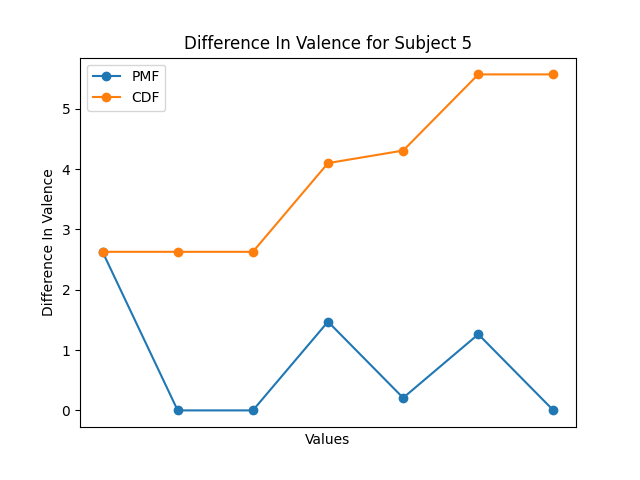 Difference In Valence for Subject 5
PMF
CDF
5
4
3
2
1
0
Difference In Valence
Values